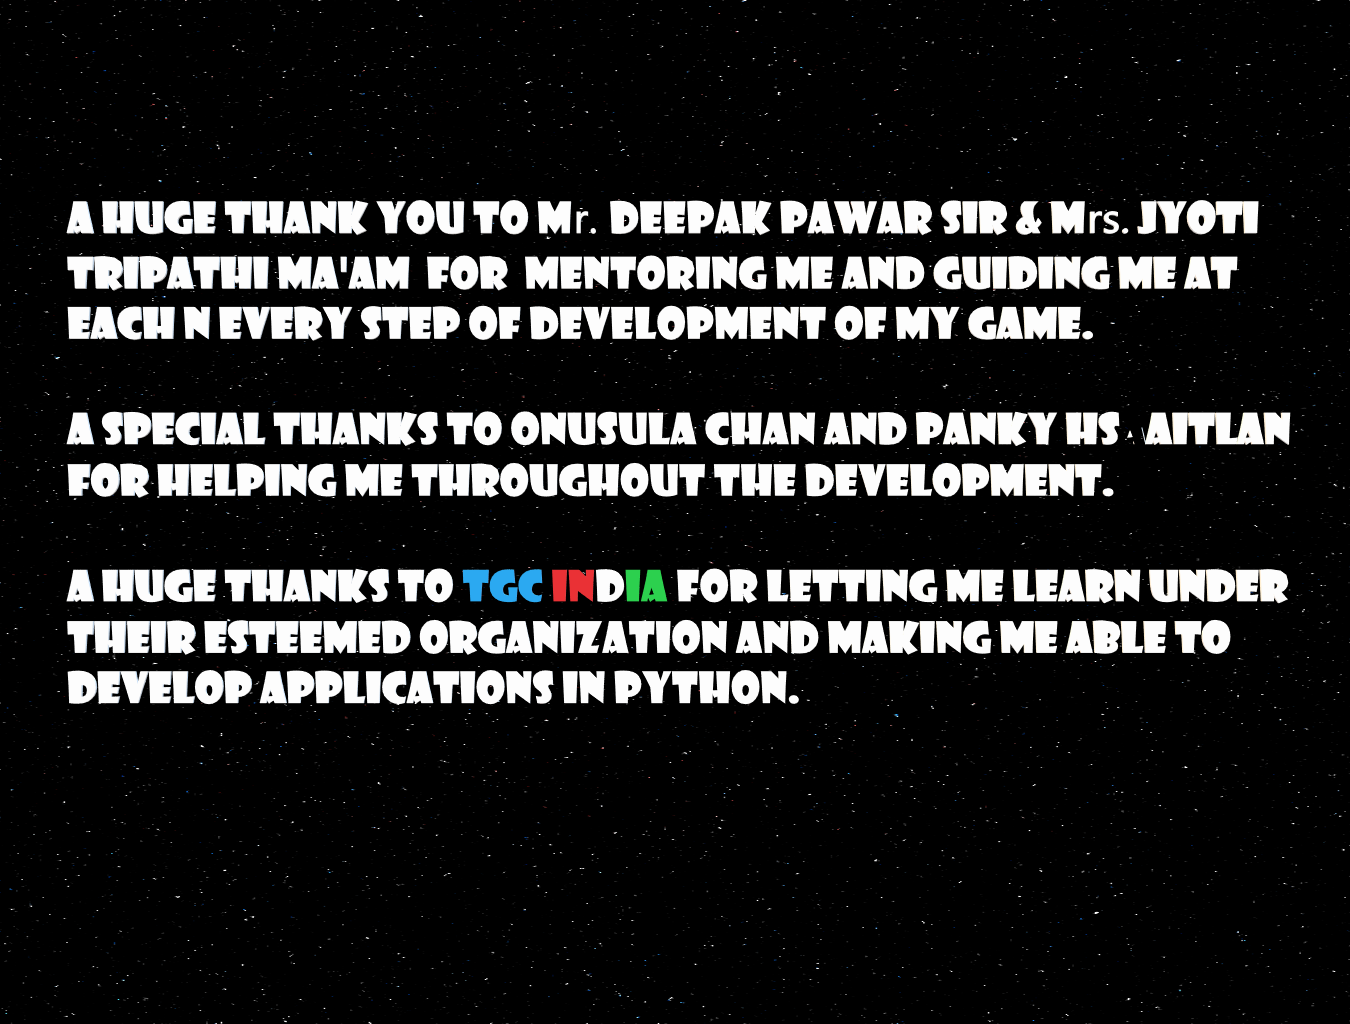 A HUGE THANK YOU TO Mr. DEEPAK PAWAR SIR & Mrs. JYOTI
TRIPATHI MA'AM FOR MENTORING ME AND GUIDING ME AT
EACH N EVERY STEP OF DEVELOPMENT OF MY GAME.
A SPECIAL THANKS TO ONUSULA CHAN AND PANKY HS
FOR HELPING ME THROUGHOUT THE DEVELOPMENT.
A HUGE THANKS TO TGC INDIA FOR LETTING ME LEARN UNDER
THEIR ESTEEMED ORGANIZATION AND MAKING ME ABLE TO
DEVELOP APPLICATIONS IN PYTHON.